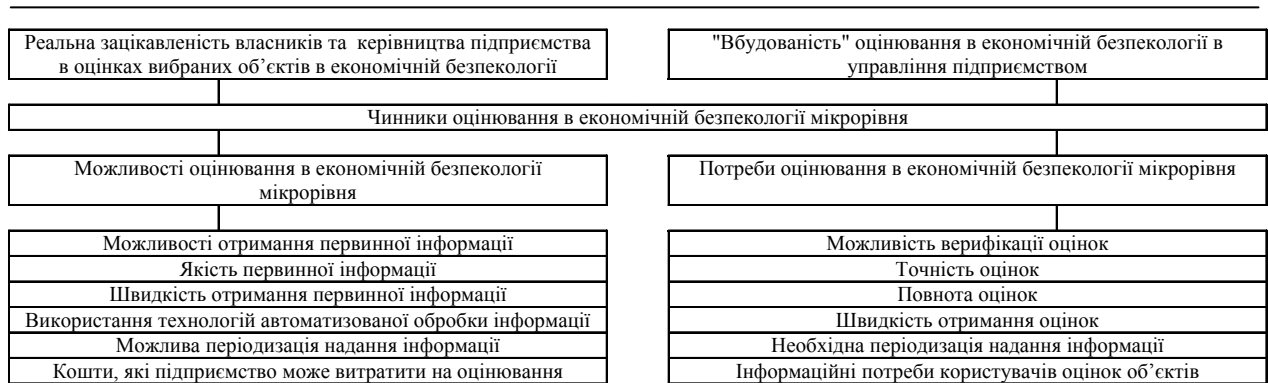 Реальна зацікавленість власників та керівництва підприємства
в оцінках вибраних об’єктів в економічній безпекології
"Вбудованість" оцінювання в економічній безпекології в
управління підприємством
Чинники оцінювання в економічній безпекології мікрорівня
Можливості оцінювання в економічній безпекології
мікрорівня
Потреби оцінювання в економічній безпекології мікрорівня
Можливості отримання первинної інформації
Якість первинної інформації
Швидкість отримання первинної інформації
Використання технологій автоматизованої обробки інформації
Можлива періодизація надання інформації
Кошти, які підприємство може витратити на оцінювання
Можливість верифікації оцінок
Точність оцінок
Повнота оцінок
Швидкість отримання оцінок
Необхідна періодизація надання інформації
Інформаційні потреби користувачів оцінок об’єктів